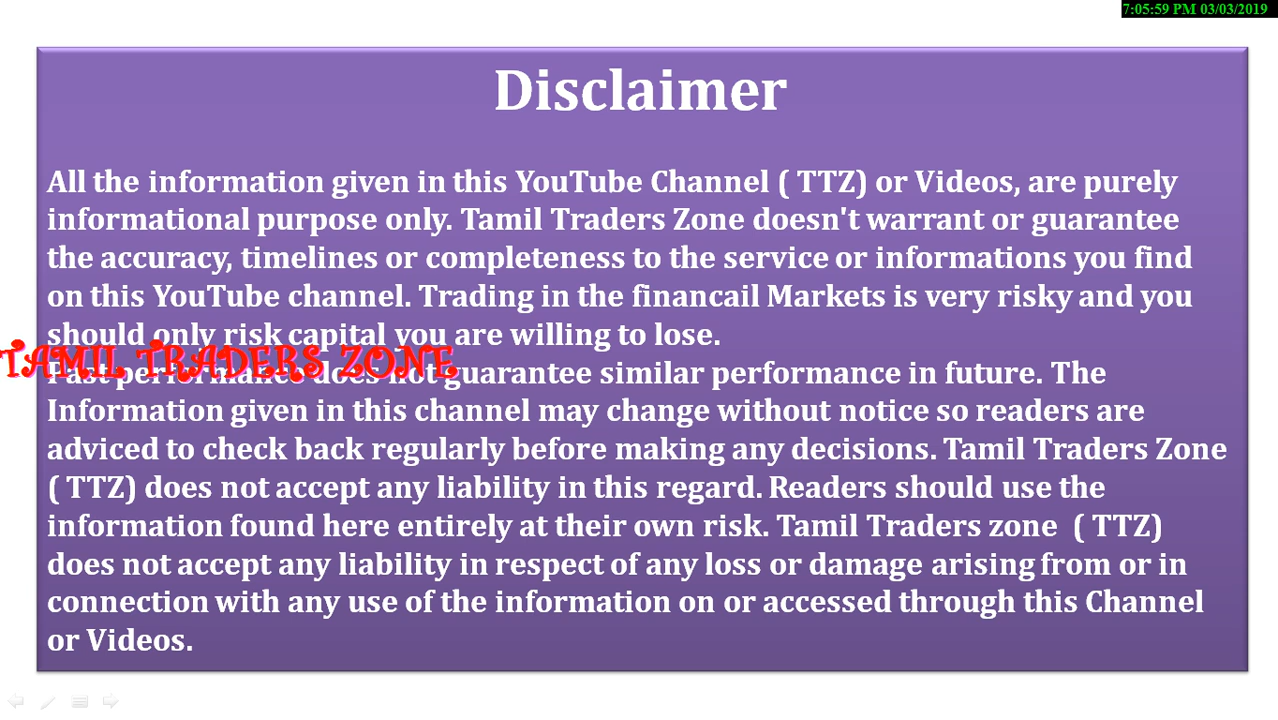 7:05:59 PM 03/03/2019
Disclaimer
All the information given in this YouTube Channel ( TTZ) or Videos, are purely
informational purpose only. Tamil Traders Zone doesn't warrant or guarantee
the accuracy, timelines or completeness to the service or informations you find
on this YouTube channel. Trading in the financail Markets is very risky and you
should only risk capital you are willing to lose.
TAMIL TRADERS ZONE
Past performance does not guarantee similar performance in future. The
Information given in this channel may change without notice so readers are
adviced to check back regularly before making any decisions. Tamil Traders Zone
( TTZ) does not accept any liability in this regard. Readers should use the
information found here entirely at their own risk. Tamil Traders zone  ( TTZ)
does not accept any liability in respect of any loss or damage arising from or in
connection with any use of the information on or accessed through this Channel
or Videos.